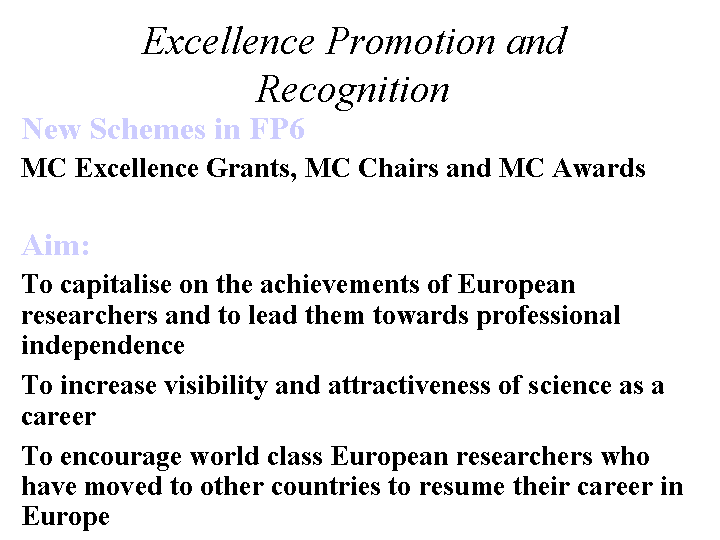 Excellence Promotion and
Recognition
New Schemes in FP6
MC Excellence Grants, MC Chairs and MC Awards
Aim:
To capitalise on the achievements of European
researchers and to lead them towards professional
independence
To increase visibility and attractiveness of science as a
career
To encourage world class European researchers who
have moved to other countries to resume their career in
Europe